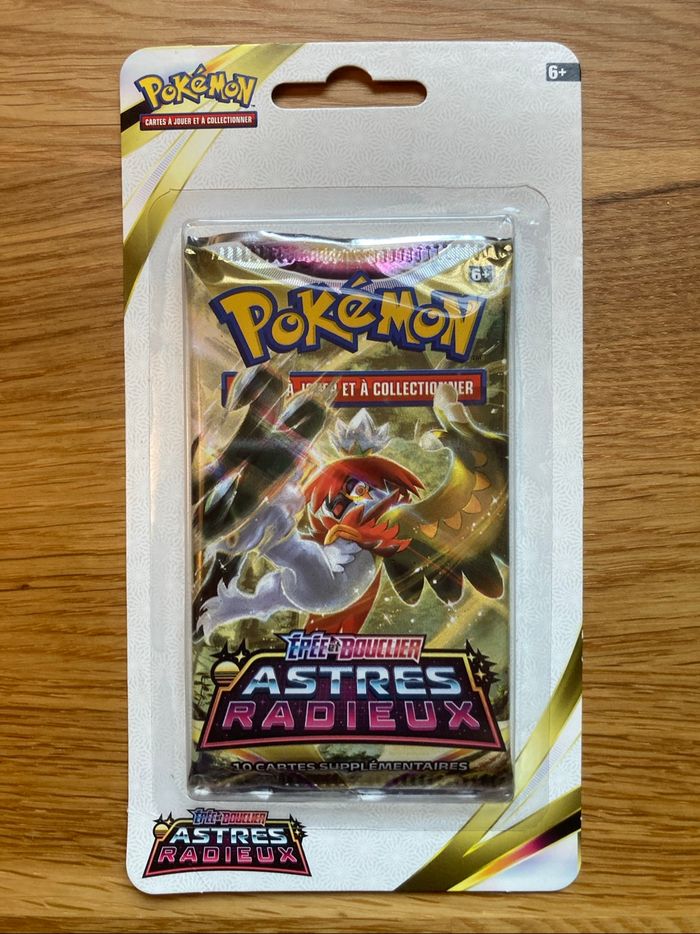 POKéMON
CARTES À JOUER ET À COLLECTIONNER
6+
6+
POKéMON
À JOUER ET À COLLECTIONNER
ÉPÉE et BOUCLIER
ASTRES
RADIEUX
10 CARTES SUPPLÉMENTAIRES
ÉPÉE et BOUCLIER
ASTRES
RADIEUX